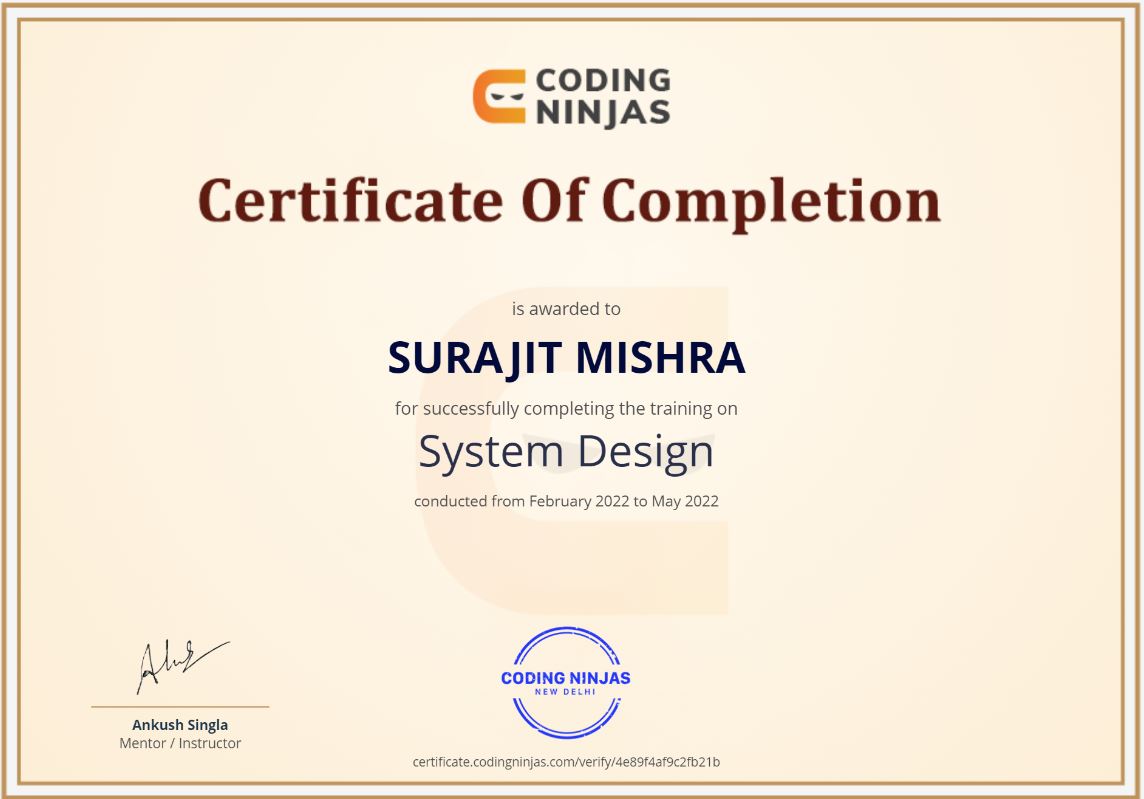 CODING
NINJAS
Certificate Of Completion
is awarded to
SURAJIT MISHRA
for successfully completing the training on
System Design
conducted from February 2022 to May 2022
CODING NINJAS
NEW DELHI
Ankush Singla
Mentor / Instructor
certificate.codingninjas.com/verify/4e89f4af9c2fb21b